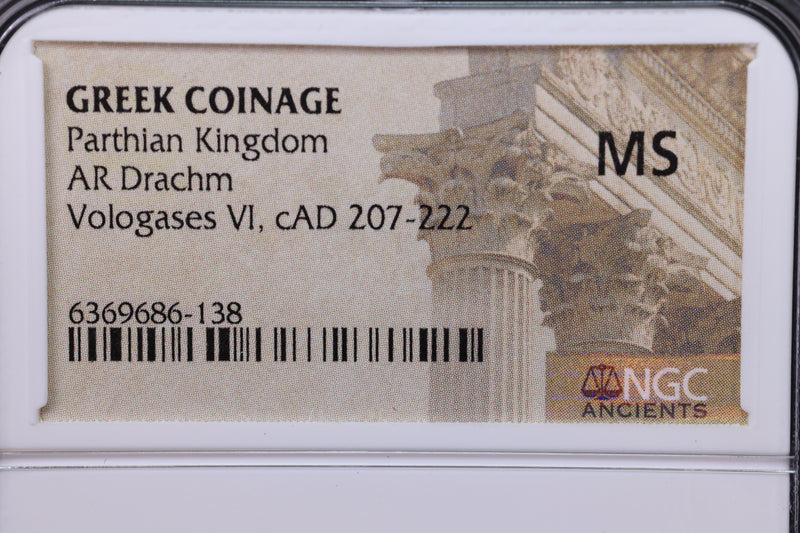 GREEK COINAGE
Parthian Kingdom
AR Drachm
Vologases VI, cAD 207-222
MS
6369686-138
NGC
ANCIENTS